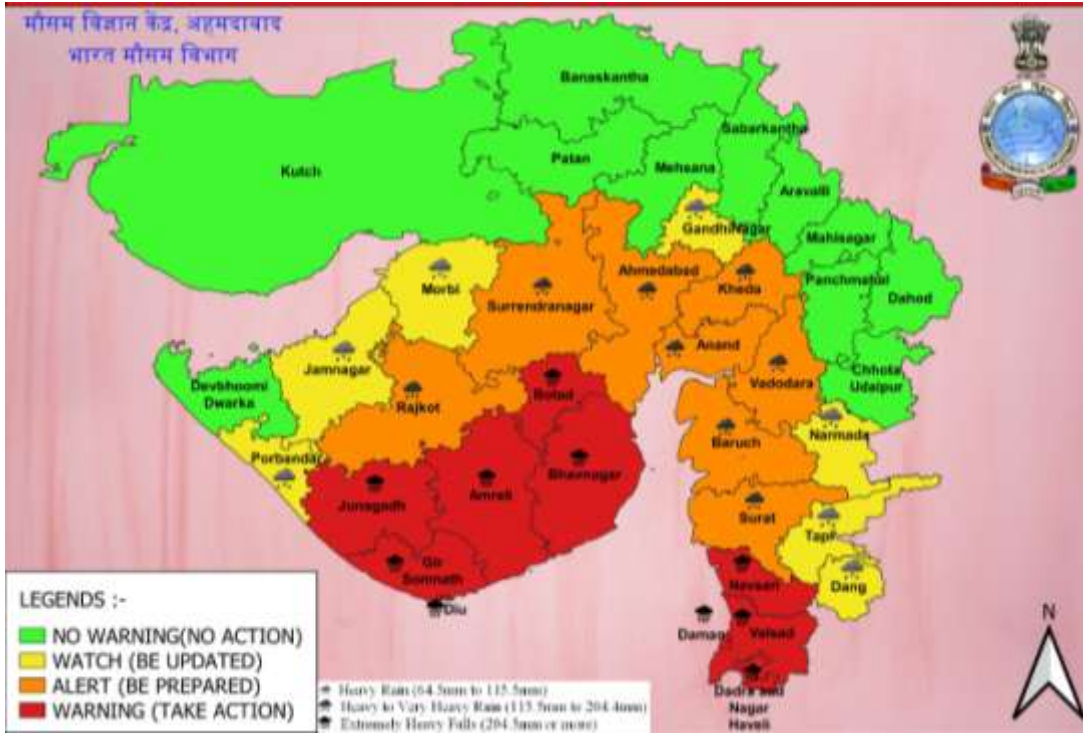 मौसम विज्ञान केंद्र, अहमदाबाद
भारत मौसम विभाग
Banaskantha
Kutch
Patan
Sabarkantha
Mehsana
Aravalli
GandhiNagar
Mahisagar
Ahmedabad
Kheda
Panchmahal
Dahod
Morbi
Surrendranagar
Anand
Jamnagar
Vadodara
Chhota
Udaipur
Devbhoomi
Dwarka
Rajkot
Botad
Narmada
Baruch
Porbandar
Bhavnagar
Junagadh
Amreli
Surat
Tapi
Gir
Somnath
Navsari
Dang
Diu
Daman
Valsad
Dadra and
Nagar
Haveli
N
LEGENDS :-
NO WARNING(NO ACTION)
WATCH (BE UPDATED)
ALERT (BE PREPARED)
WARNING (TAKE ACTION)
Heavy Rain (64.5mm to 115.5mm)
Heavy to Very Heavy Rain (115.5mm to 204.4mm)
Extremely Heavy Falls (204.5mm or more)